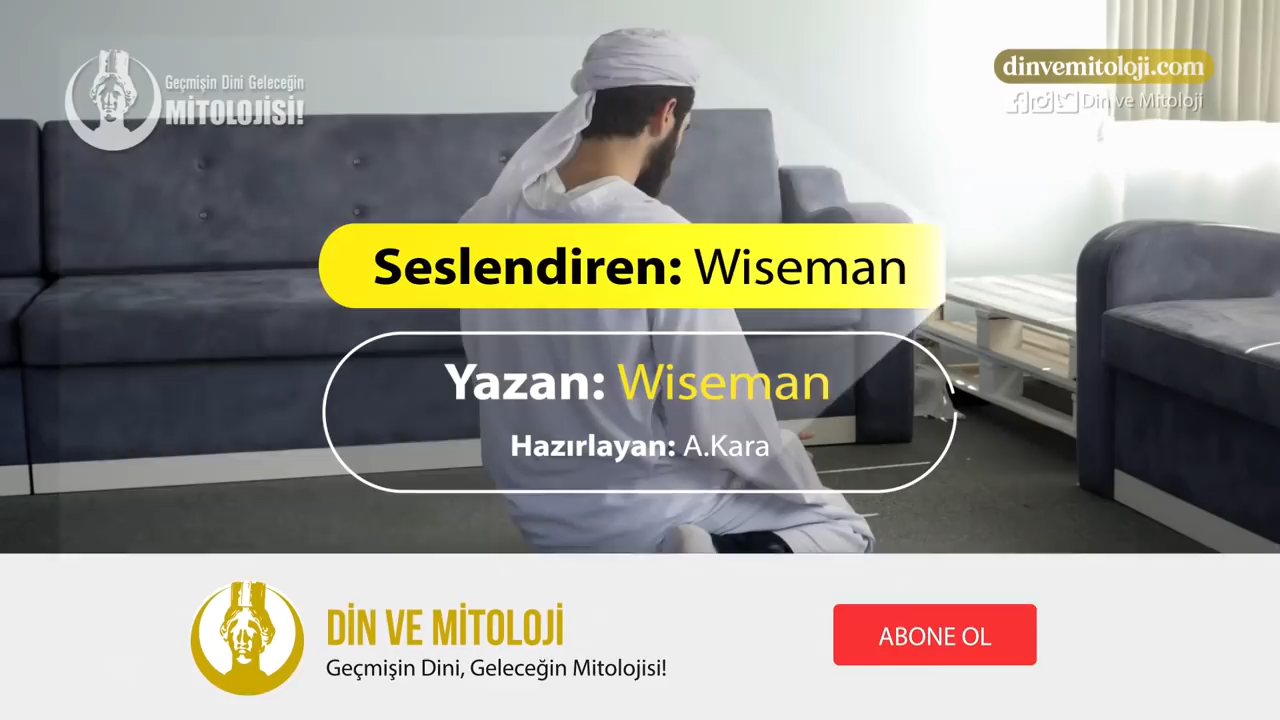 Geçmişin Dini Geleceğin
MİTOLOJİSİ!
dinvemitoloji.com
Din ve Mitoloji
Seslendiren: Wiseman
Yazan: Wiseman
Hazırlayan: A.Kara
DİN VE MİTOLOJİ
Geçmişin Dini, Geleceğin Mitolojisi!
ABONE OL